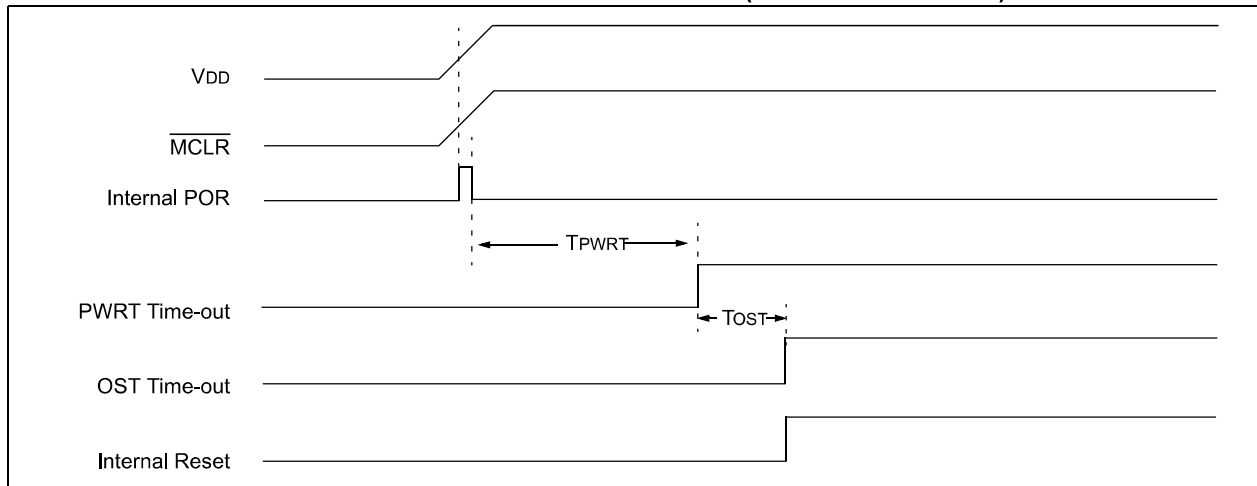 VDD
MCLR
Internal POR
TPWRT
PWRT Time-out
TOST
OST Time-out
Internal Reset